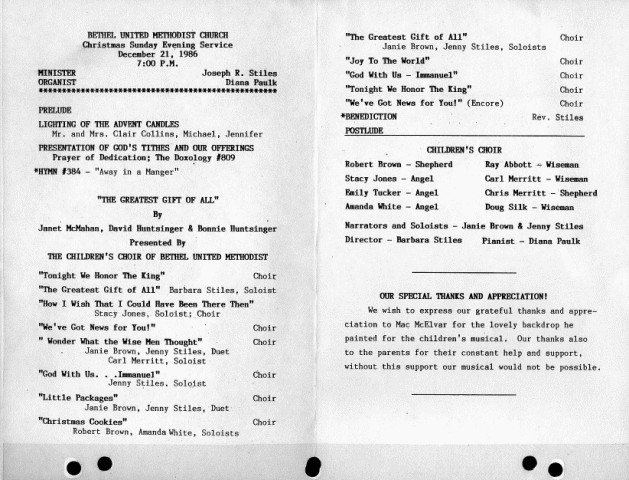 BETHEL UNITED METHODIST CHURCH
Christmas Sunday Evening Service
December 21, 1986
7:00 P.M.
MINISTER Joseph R. Stiles
ORGANIST Diana Paulk
**************************************************
PRELUDE
LIGHTING OF THE ADVENT CANDLES
Mr. and Mrs. Clair Collins, Michael, Jennifer
PRESENTATION OF GOD'S TITHES AND OUR OFFERINGS
Prayer of Dedication; The Doxology #809
*HYMN #384 - "Away in a Manger"
"THE GREATEST GIFT OF ALL"
By
Janet McMahan, David Huntsinger & Bonnie Huntsinger
Presented By
THE CHILDREN'S CHOIR OF BETHEL UNITED METHODIST
"Tonight We Honor The King" Choir
"The Greatest Gift of All" Barbara Stiles, Soloist
"How I Wish That I Could Have Been There Then"
Stacy Jones, Soloist; Choir
"We've Got News for You!" Choir
" Wonder What the Wise Men Thought" Choir
Janie Brown, Jenny Stiles, Duet
Carl Merritt, Soloist
"God With Us. . .Immanuel" Choir
Jenny Stiles, Soloist
"Little Packages" Choir
Janie Brown, Jenny Stiles, Duet
"Christmas Cookies" Choir
Robert Brown, Amanda White, Soloists
"The Greatest Gift of All" Choir
Janie Brown, Jenny Stiles, Soloists
"Joy To The World" Choir
"God With Us - Immanuel" Choir
"Tonight We Honor The King" Choir
"We've Got News for You!" (Encore) Choir
*BENEDICTION Rev. Stiles
POSTLUDE
CHILDREN'S CHOIR
Robert Brown - Shepherd Ray Abbott - Wiseman
Stacy Jones - Angel Carl Merritt - Wiseman
Emily Tucker - Angel Chris Merritt - Shepherd
Amanda White - Angel Doug Silk - Wiseman
Narrators and Soloists - Janie Brown & Jenny Stiles
Director - Barbara Stiles Pianist - Diana Paulk
OUR SPECIAL THANKS AND APPRECIATION!
We wish to express our grateful thanks and appre-
ciation to Mac McElvar for the lovely backdrop he
painted for the children's musical. Our thanks also
to the parents for their constant help and support,
without this support our musical would not be possible.